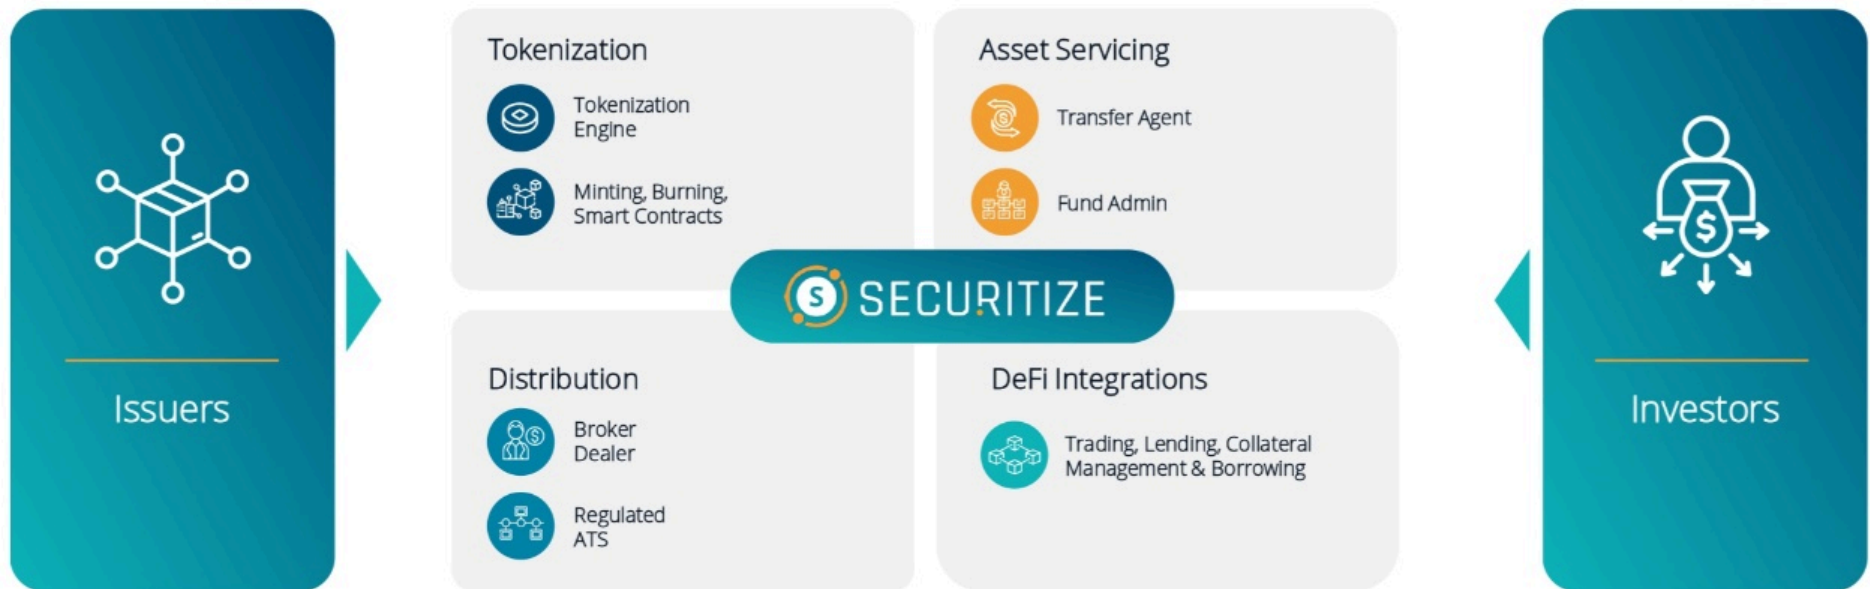 Issuers
Tokenization
Tokenization
Engine
Minting, Burning,
Smart Contracts
Asset Servicing
Transfer Agent
Fund Admin
SECURITIZE
Distribution
Broker
Dealer
Regulated
ATS
DeFi Integrations
Trading, Lending, Collateral
Management & Borrowing
Investors